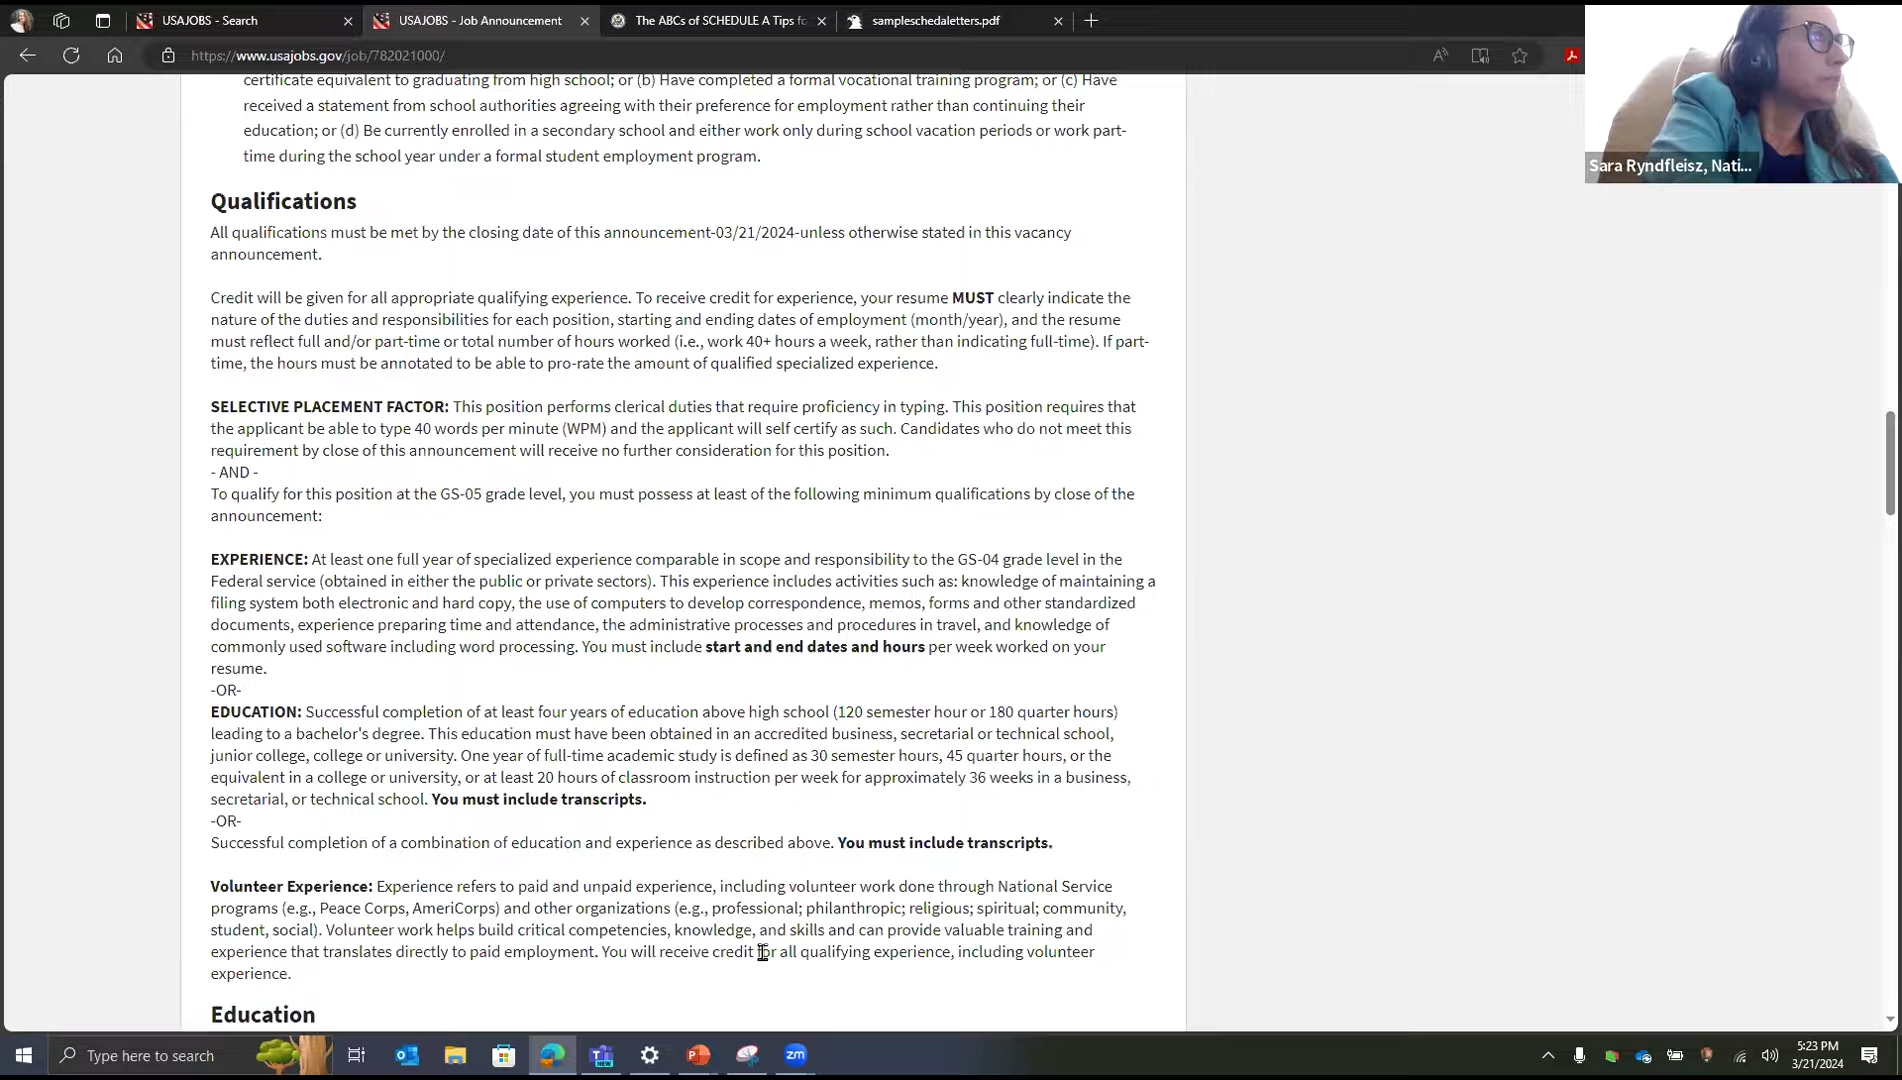 USAJOBS - Search
USAJOBS - Job Announcement
The ABCs of SCHEDULE A Tips fo
sampleschedaletters.pdf
https://www.usajobs.gov/job/782021000/
certificate equivalent to graduating from high school; or (b) Have completed a formal vocational training program; or (c) Have
received a statement from school authorities agreeing with their preference for employment rather than continuing their
education; or (d) Be currently enrolled in a secondary school and either work only during school vacation periods or work part-
time during the school year under a formal student employment program.
Sara Ryndfleisz, Nati...
Qualifications
All qualifications must be met by the closing date of this announcement-03/21/2024-unless otherwise stated in this vacancy
announcement.
Credit will be given for all appropriate qualifying experience. To receive credit for experience, your resume MUST clearly indicate the
nature of the duties and responsibilities for each position, starting and ending dates of employment (month/year), and the resume
must reflect full and/or part-time or total number of hours worked (i.e., work 40+ hours a week, rather than indicating full-time). If part-
time, the hours must be annotated to be able to pro-rate the amount of qualified specialized experience.
SELECTIVE PLACEMENT FACTOR: This position performs clerical duties that require proficiency in typing. This position requires that
the applicant be able to type 40 words per minute (WPM) and the applicant will self certify as such. Candidates who do not meet this
requirement by close of this announcement will receive no further consideration for this position.
- AND -
To qualify for this position at the GS-05 grade level, you must possess at least of the following minimum qualifications by close of the
announcement:
EXPERIENCE: At least one full year of specialized experience comparable in scope and responsibility to the GS-04 grade level in the
Federal service (obtained in either the public or private sectors). This experience includes activities such as: knowledge of maintaining a
filing system both electronic and hard copy, the use of computers to develop correspondence, memos, forms and other standardized
documents, experience preparing time and attendance, the administrative processes and procedures in travel, and knowledge of
commonly used software including word processing. You must include start and end dates and hours per week worked on your
resume.
-OR-
EDUCATION: Successful completion of at least four years of education above high school (120 semester hour or 180 quarter hours)
leading to a bachelor's degree. This education must have been obtained in an accredited business, secretarial or technical school,
junior college, college or university. One year of full-time academic study is defined as 30 semester hours, 45 quarter hours, or the
equivalent in a college or university, or at least 20 hours of classroom instruction per week for approximately 36 weeks in a business,
secretarial, or technical school. You must include transcripts.
-OR-
Successful completion of a combination of education and experience as described above. You must include transcripts.
Volunteer Experience: Experience refers to paid and unpaid experience, including volunteer work done through National Service
programs (e.g., Peace Corps, AmeriCorps) and other organizations (e.g., professional; philanthropic; religious; spiritual; community,
student, social). Volunteer work helps build critical competencies, knowledge, and skills and can provide valuable training and
experience that translates directly to paid employment. You will receive credit for all qualifying experience, including volunteer
experience.
Education
Type here to search
NEW
zm
5:23 PM
3/21/2024